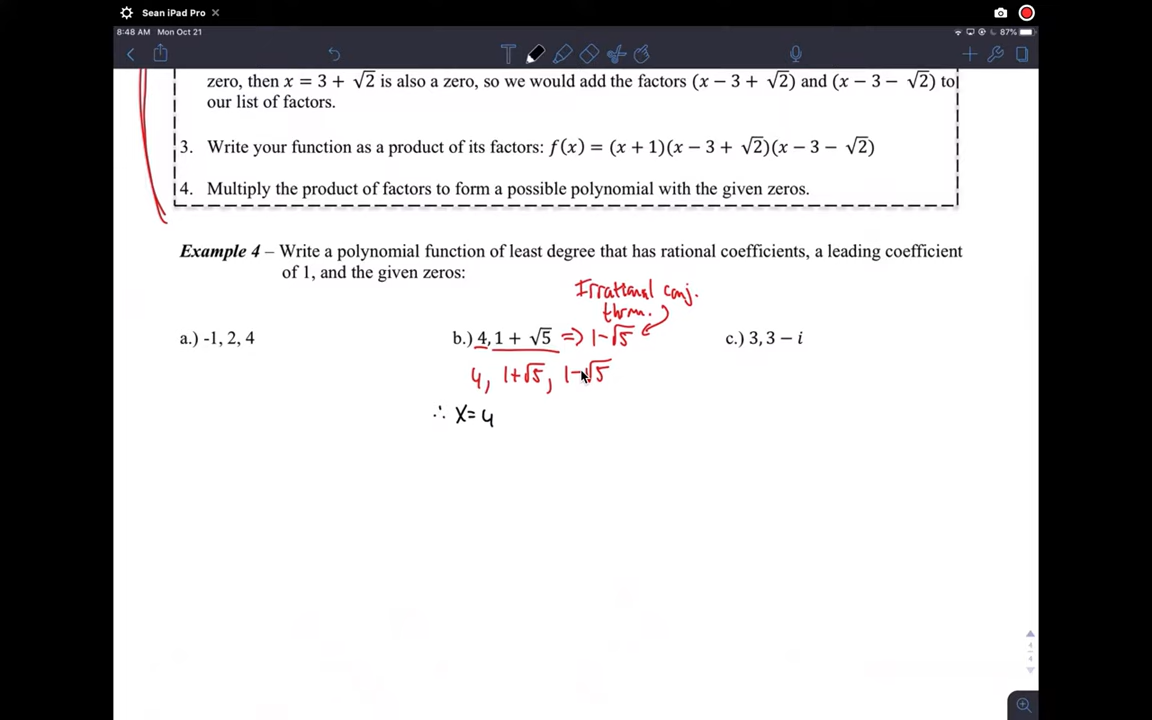 Sean iPad Pro ×
8:48 AM Mon Oct 21
87%
T
zero, then x = 3 + √2 is also a zero, so we would add the factors (x − 3 + √2) and (x − 3 − √2) to
our list of factors.
3. Write your function as a product of its factors: f(x) = (x + 1)(x − 3 + √2)(x − 3 − √2)
4. Multiply the product of factors to form a possible polynomial with the given zeros.
Example 4 – Write a polynomial function of least degree that has rational coefficients, a leading coefficient
of 1, and the given zeros:
Irrational conj.
thrm.
a.) -1, 2, 4
b.) 4, 1 + √5 => 1-√5
c.) 3, 3 − i
4, 1+√5, 1-√5
∴ x=4
4
4